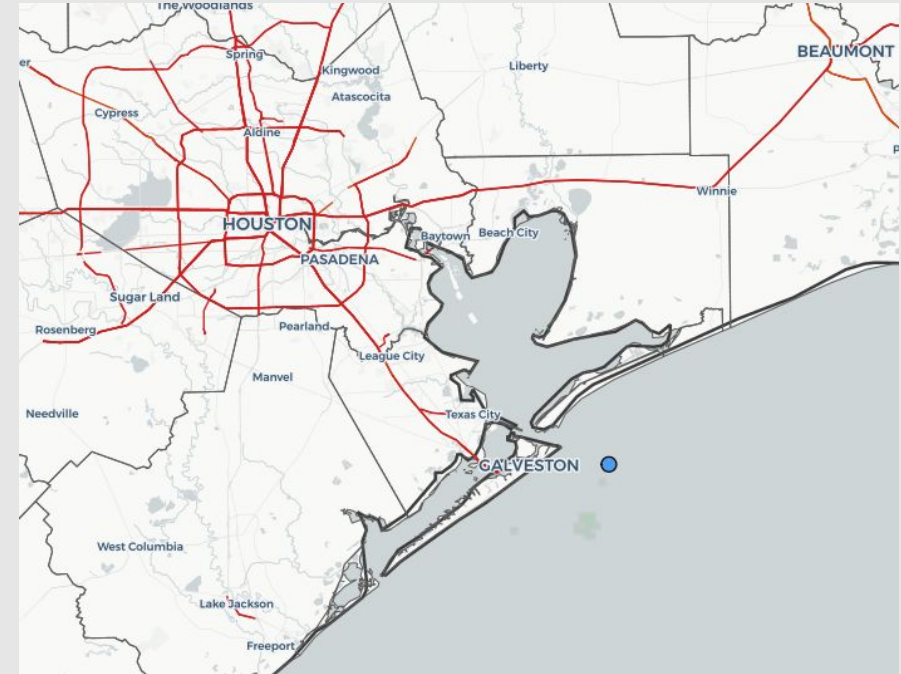 The Woodlands
Spring
BEAUMONT
er
Kingwood
Liberty
Atascocita
Cypress
Aldine
P
Winnie
HOUSTON
Baytown
Beach City
PASADENA
Sugar Land
Rosenberg
Pearland
League City
Manvel
Needville
Texas City
GALVESTON
West Columbia
Lake Jackson
Freeport